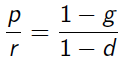 p/r = (1 − g)/(1 − d)